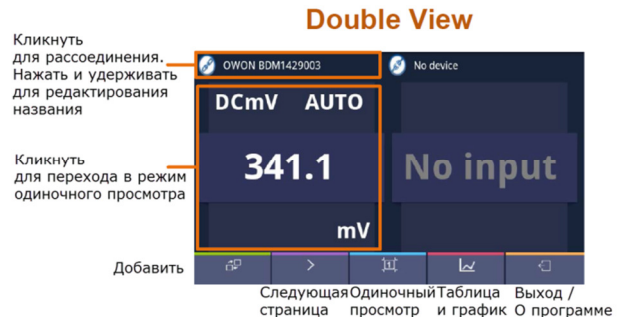 Double View
Кликнуть
для рассоединения.
Нажать и удерживать
для редактирования
названия
OWON BDM1429003
No device
DCmV AUTO
341.1
mV
No input
Кликнуть
для перехода в режим
одиночного просмотра
Добавить
Следующая
страница
Одиночный
просмотр
Таблица
и график
Выход /
О программе